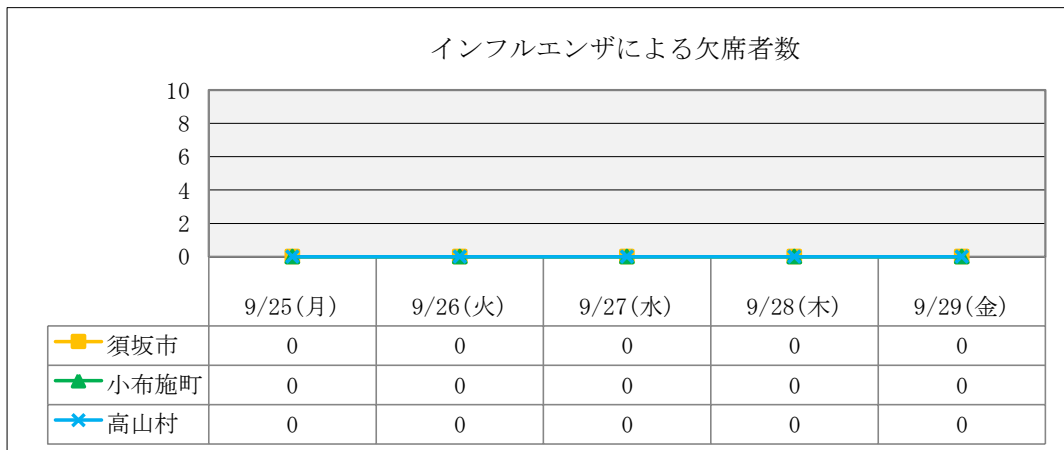 インフルエンザによる欠席者数
10
8
6
4
2
0
9/25(月) 9/26(火) 9/27(水) 9/28(木) 9/29(金)
須坂市 0 0 0 0 0
小布施町 0 0 0 0 0
高山村 0 0 0 0 0